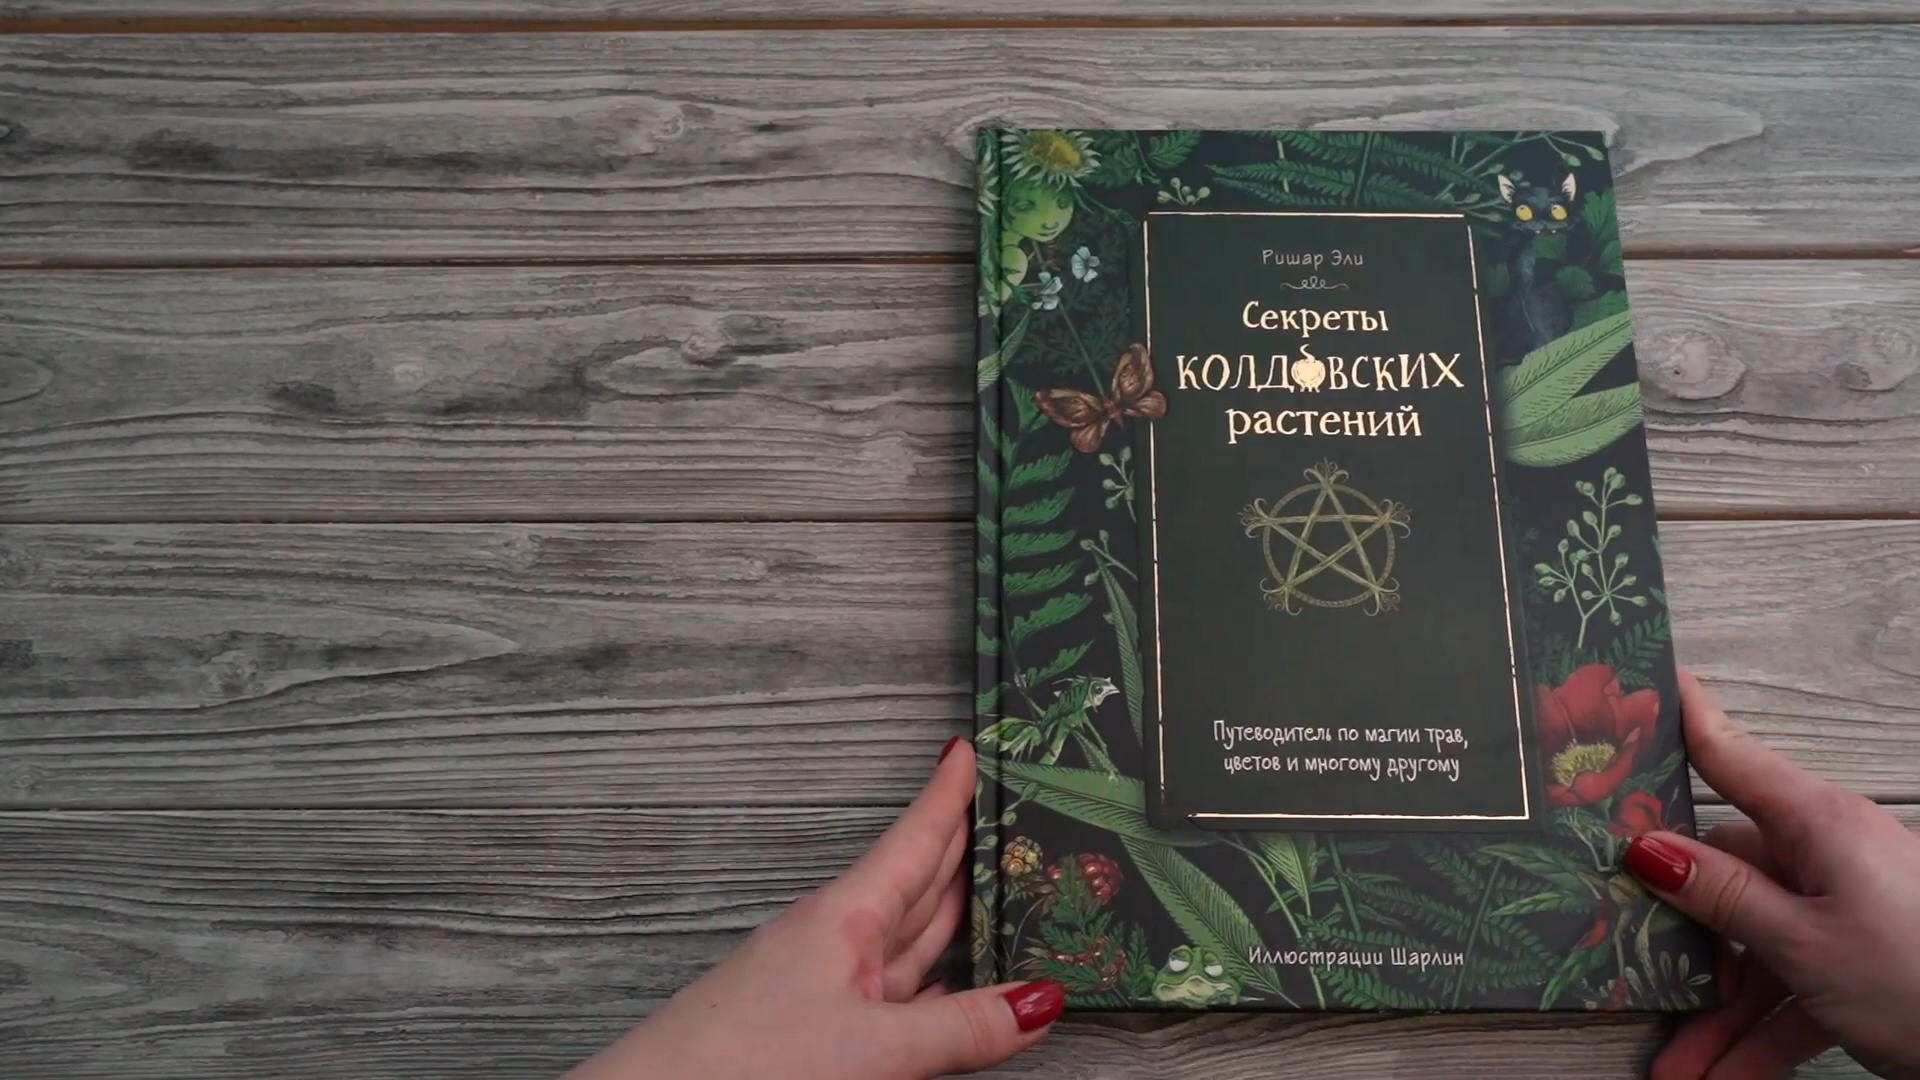 Ришар Эли
Секреты
КОЛДОВСКИХ
растений
Путеводитель по магии трав,
цветов и многому другому
Иллюстрации Шарлин